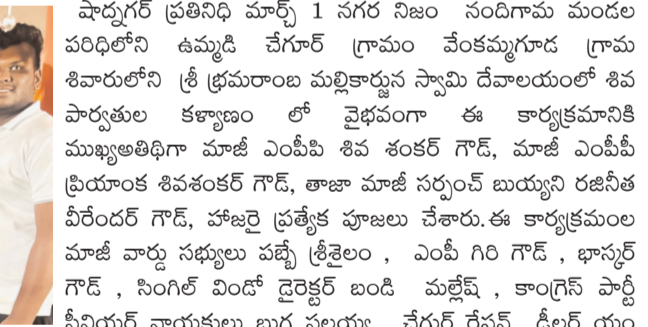 షాద్నగర్ ప్రతినిధి మార్చ్ 1 నగర నిజం నందిగామ మండల
పరిధిలోని ఉమ్మడి చేగూర్ గ్రామం వేంకమ్మగూడ గ్రామ
శివారులోని శ్రీ భ్రమరాంబ మల్లికార్జున స్వామి దేవాలయంలో శివ
పార్వతుల కళ్యాణం లో వైభవంగా ఈ కార్యక్రమానికి
ముఖ్యఅతిథిగా మాజీ ఎంపీపి శివ శంకర్ గౌడ్, మాజీ ఎంపీపీ
ప్రియాంక శివశంకర్ గౌడ్, తాజా మాజీ సర్పంచ్ బుయ్యని రజినీత
వీరేందర్ గౌడ్, హాజరై ప్రత్యేక పూజలు చేశారు.ఈ కార్యక్రమంల
మాజీ వార్డు సభ్యులు పబ్బే శ్రీశైలం , ఎంపీ గిరి గౌడ్ , భాస్కర్
గౌడ్ , సింగిల్ విండో డైరెక్టర్ బండి మల్లేష్ , కాంగ్రెస్ పార్టీ